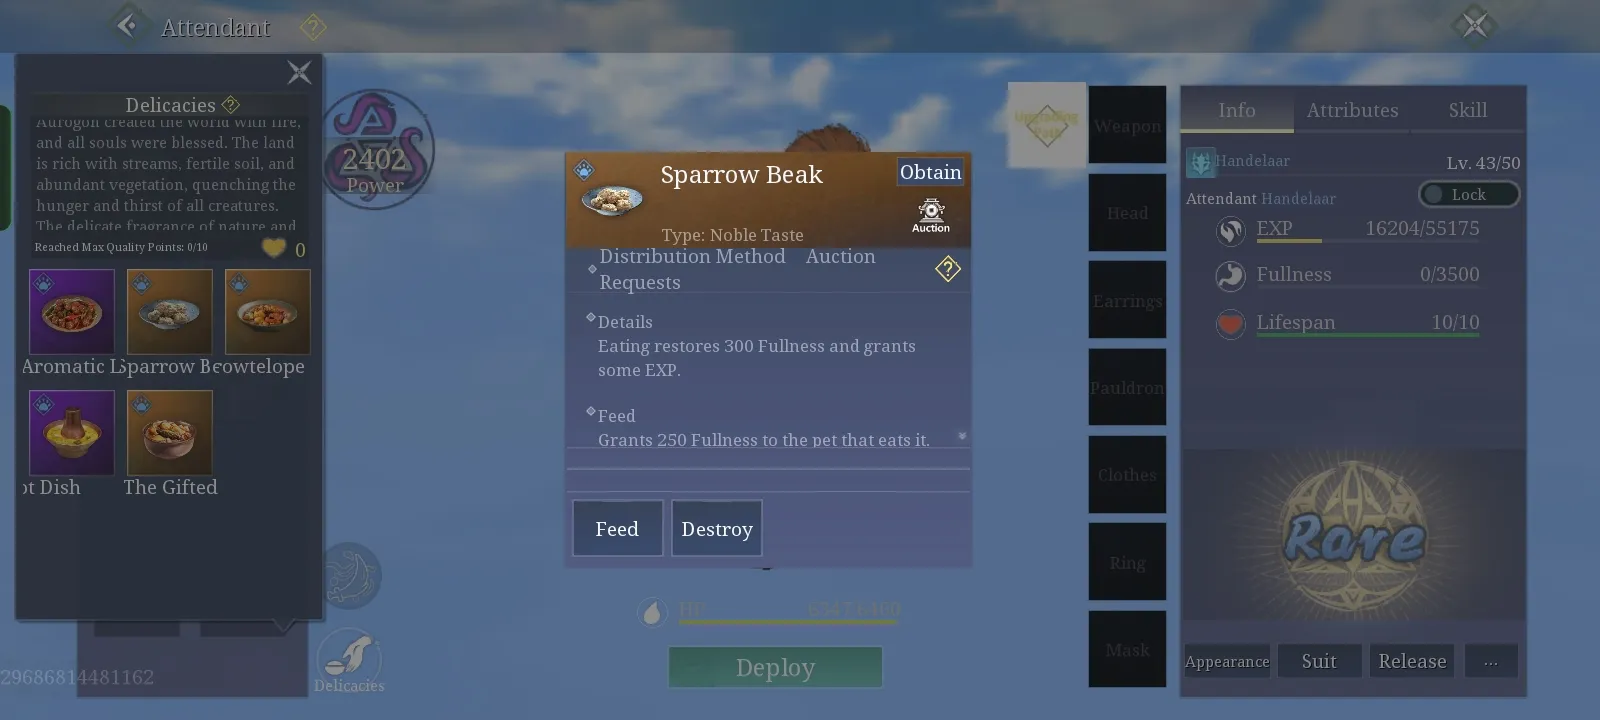 Attendant
Delicacies
Aurogon created the world with fire,
and all souls were blessed. The land
is rich with streams, fertile soil, and
abundant vegetation, quenching the
hunger and thirst of all creatures.
The delicate fragrance of nature and
Reached Max Quality Points: 0/10
0
Aromatic L
Sparrow Be
owtelope
ot Dish
The Gifted
29686814481162
2402
Power
Delicacies
Sparrow Beak
Obtain
Auction
Type: Noble Taste
Distribution Method Auction
Requests
Details
Eating restores 300 Fullness and grants
some EXP.
Feed
Grants 250 Fullness to the pet that eats it.
Feed
Destroy
HP
Deploy
Weapon
Head
Earrings
Pauldron
Clothes
Ring
Mask
Info
Attributes
Skill
Handelaar
Lv. 43/50
Attendant Handelaar
Lock
EXP 16204/55175
Fullness 0/3500
Lifespan 10/10
Rare
Appearance
Suit
Release
...